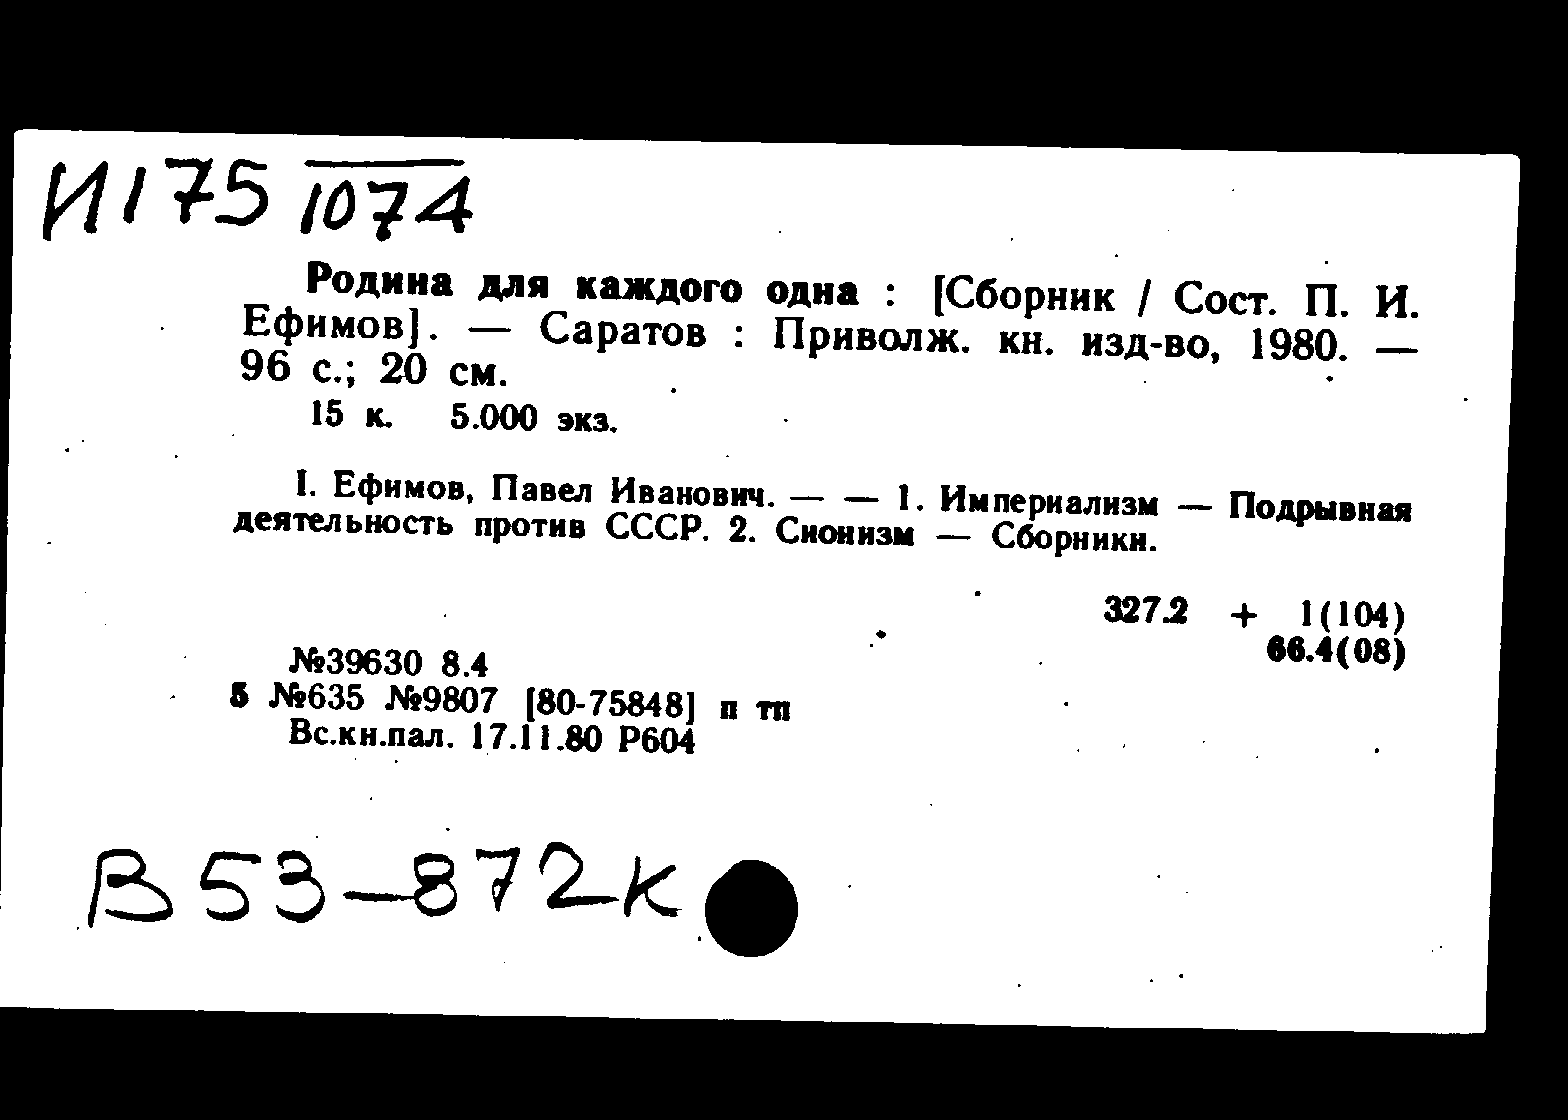 И175 1074
Родина для каждого одна : [Сборник / Сост. П. И.
Ефимов]. — Саратов : Приволж. кн. изд-во, 1980. —
96 с.; 20 см.
15 к. 5.000 экз.
I. Ефимов, Павел Иванович. — — 1. Империализм — Подрывная
деятельность против СССР. 2. Сионизм — Сборники.
327.2 + 1(104)
66.4(08)
№39630 8.4
5 №635 №9807 [80-75848] п тп
Вс.кн.пал. 17.11.80 Р604
В53-872к